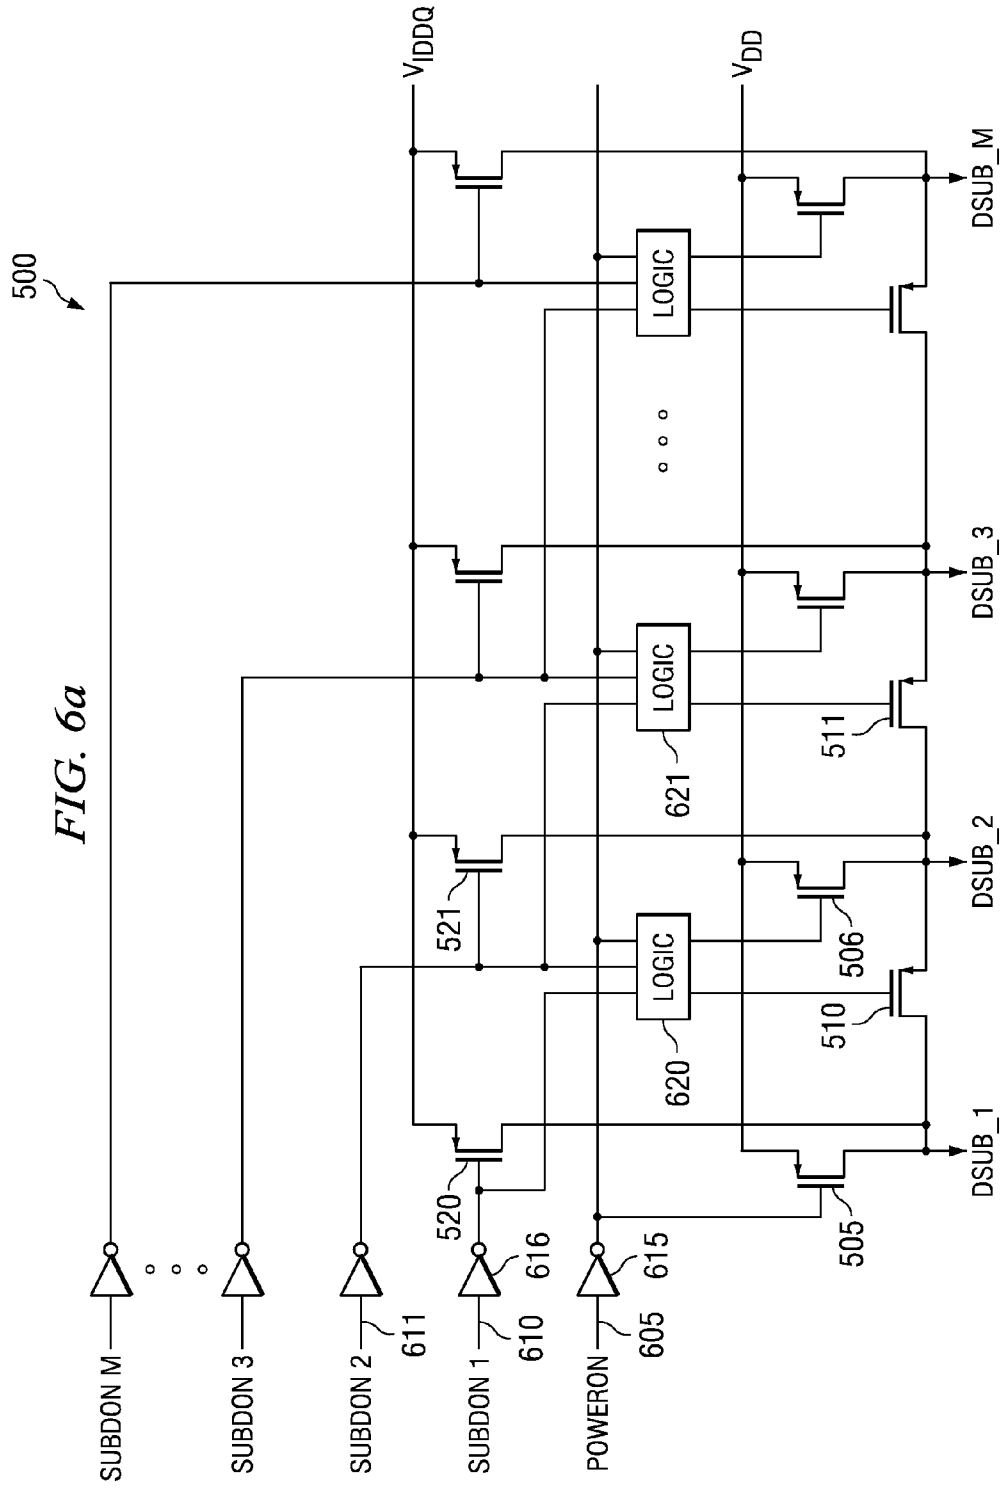 FIG. 6a
500
SUBDON M
SUBDON 3
SUBDON 2
611
SUBDON 1
610
616
POWERON
605
615
V_IDDQ
V_DD
520
521
LOGIC
620
LOGIC
621
LOGIC
505
506
510
511
DSUB_1
DSUB_2
DSUB_3
DSUB_M